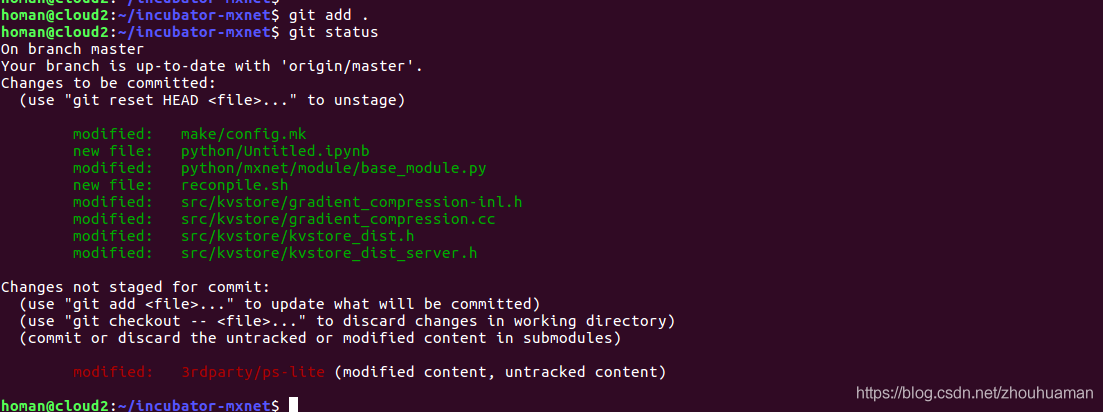 homan@cloud2:~/incubator-mxnet$
homan@cloud2:~/incubator-mxnet$ git add .
homan@cloud2:~/incubator-mxnet$ git status
On branch master
Your branch is up-to-date with 'origin/master'.
Changes to be committed:
  (use "git reset HEAD <file>..." to unstage)
        modified:   make/config.mk
        new file:   python/Untitled.ipynb
        modified:   python/mxnet/module/base_module.py
        new file:   reconpile.sh
        modified:   src/kvstore/gradient_compression-inl.h
        modified:   src/kvstore/gradient_compression.cc
        modified:   src/kvstore/kvstore_dist.h
        modified:   src/kvstore/kvstore_dist_server.h
Changes not staged for commit:
  (use "git add <file>..." to update what will be committed)
  (use "git checkout -- <file>..." to discard changes in working directory)
  (commit or discard the untracked or modified content in submodules)
        modified:   3rdparty/ps-lite (modified content, untracked content)
homan@cloud2:~/incubator-mxnet$
https://blog.csdn.net/zhouhuaman